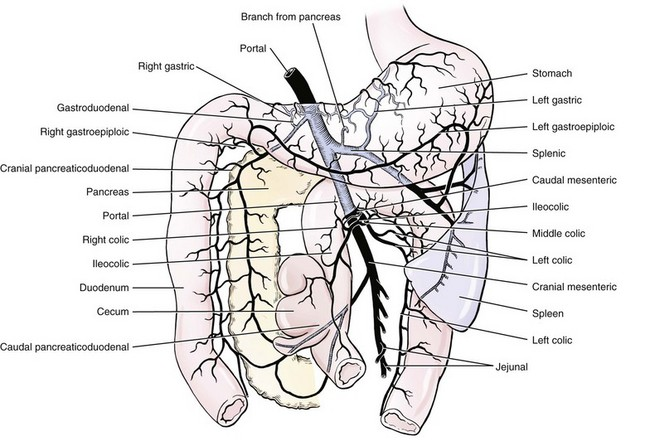 Branch from pancreas
Portal
Right gastric
Gastroduodenal
Right gastroepiploic
Cranial pancreaticoduodenal
Pancreas
Portal
Right colic
Ileocolic
Duodenum
Cecum
Caudal pancreaticoduodenal
Stomach
Left gastric
Left gastroepiploic
Splenic
Caudal mesenteric
Ileocolic
Middle colic
Left colic
Cranial mesenteric
Spleen
Left colic
Jejunal